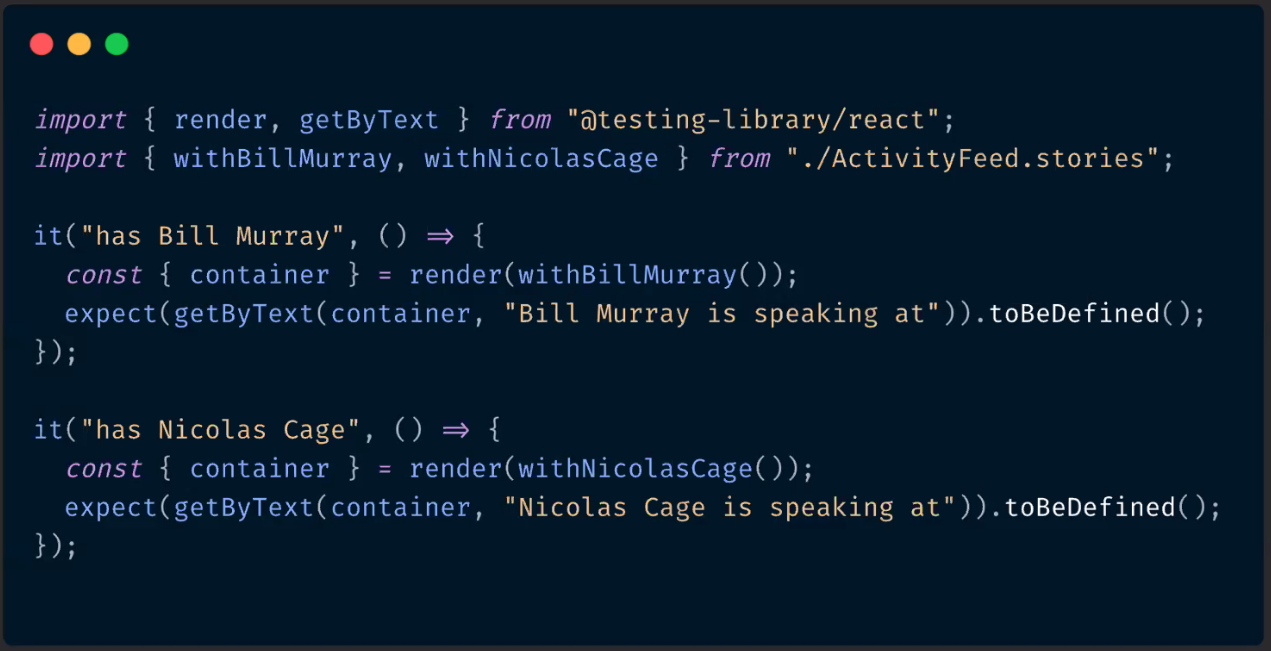 import { render, getByText } from "@testing-library/react";
import { withBillMurray, withNicolasCage } from "./ActivityFeed.stories";
it("has Bill Murray", () => {
const { container } = render(withBillMurray());
expect(getByText(container, "Bill Murray is speaking at")).toBeDefined();
});
it("has Nicolas Cage", () => {
const { container } = render(withNicolasCage());
expect(getByText(container, "Nicolas Cage is speaking at")).toBeDefined();
});